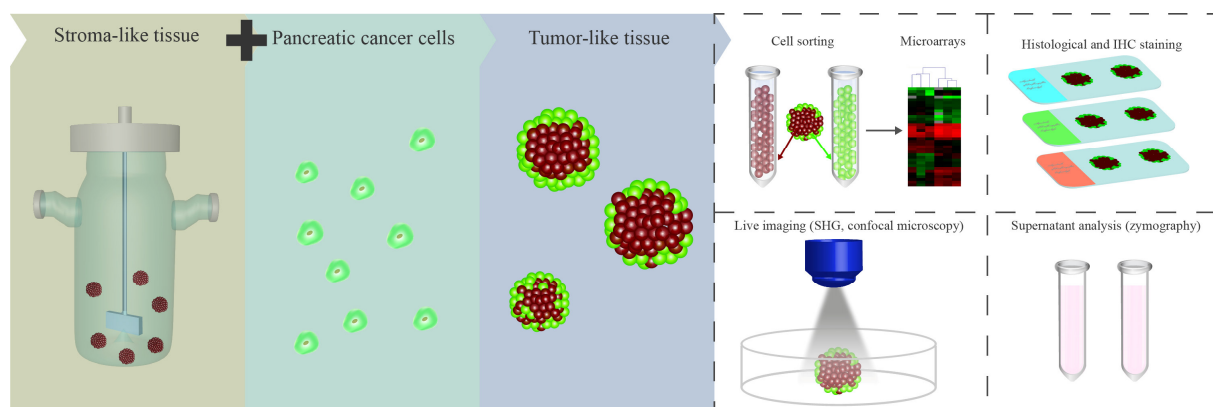 Stroma-like tissue
Pancreatic cancer cells
Tumor-like tissue
Cell sorting
Microarrays
Histological and IHC staining
Live imaging (SHG, confocal microscopy)
Supernatant analysis (zymography)